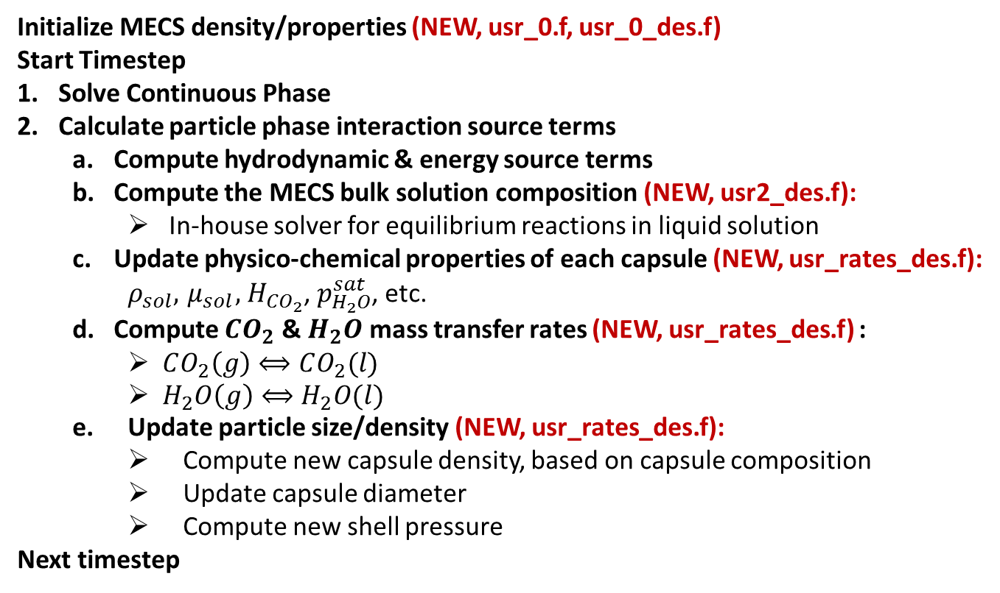 Initialize MECS density/properties (NEW, usr_0.f, usr_0_des.f)
Start Timestep
1. Solve Continuous Phase
2. Calculate particle phase interaction source terms
a. Compute hydrodynamic & energy source terms
b. Compute the MECS bulk solution composition (NEW, usr2_des.f):
➢ In-house solver for equilibrium reactions in liquid solution
c. Update physico-chemical properties of each capsule (NEW, usr_rates_des.f):
$\rho_{sol}$, $\mu_{sol}$, $H_{CO_2}$, $p_{H_2O}^{sat}$, etc.
d. Compute $CO_2$ & $H_2O$ mass transfer rates (NEW, usr_rates_des.f) :
➢ $CO_2(g) \Leftrightarrow CO_2(l)$
➢ $H_2O(g) \Leftrightarrow H_2O(l)$
e. Update particle size/density (NEW, usr_rates_des.f):
➢ Compute new capsule density, based on capsule composition
➢ Update capsule diameter
➢ Compute new shell pressure
Next timestep